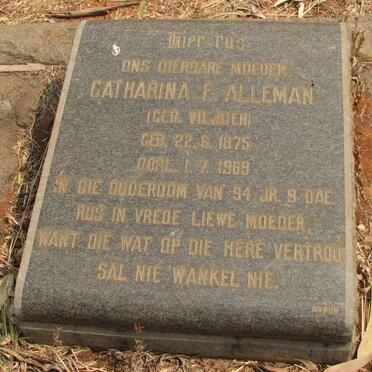 Hier rus
ONS DIERBARE MOEDER
CATHARINA E. ALLEMAN
(GEB. VILJOEN)
GEB. 22. 6. 1875
OORL. 1. 7. 1969
IN DIE OUDERDOM VAN 94 JR. 9 DAE.
RUS IN VREDE LIEWE MOEDER.
WANT DIE WAT OP DIE HERE VERTROU
SAL NIE WANKEL NIE.